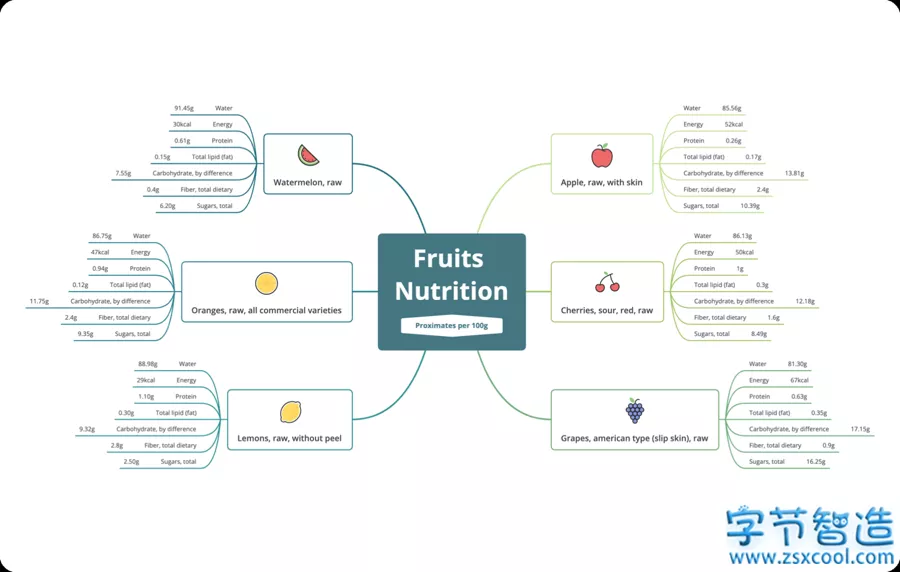 Fruits
Nutrition
Proximates per 100g
Watermelon, raw
91.45g Water
30kcal Energy
0.61g Protein
0.15g Total lipid (fat)
7.55g Carbohydrate, by difference
0.4g Fiber, total dietary
6.20g Sugars, total
Oranges, raw, all commercial varieties
86.75g Water
47kcal Energy
0.94g Protein
0.12g Total lipid (fat)
11.75g Carbohydrate, by difference
2.4g Fiber, total dietary
9.35g Sugars, total
Lemons, raw, without peel
88.98g Water
29kcal Energy
1.10g Protein
0.30g Total lipid (fat)
9.32g Carbohydrate, by difference
2.8g Fiber, total dietary
2.50g Sugars, total
Apple, raw, with skin
Water 85.56g
Energy 52kcal
Protein 0.26g
Total lipid (fat) 0.17g
Carbohydrate, by difference 13.81g
Fiber, total dietary 2.4g
Sugars, total 10.39g
Cherries, sour, red, raw
Water 86.13g
Energy 50kcal
Protein 1g
Total lipid (fat) 0.3g
Carbohydrate, by difference 12.18g
Fiber, total dietary 1.6g
Sugars, total 8.49g
Grapes, american type (slip skin), raw
Water 81.30g
Energy 67kcal
Protein 0.63g
Total lipid (fat) 0.35g
Carbohydrate, by difference 17.15g
Fiber, total dietary 0.9g
Sugars, total 16.25g
字节智造
www.zsxcool.com